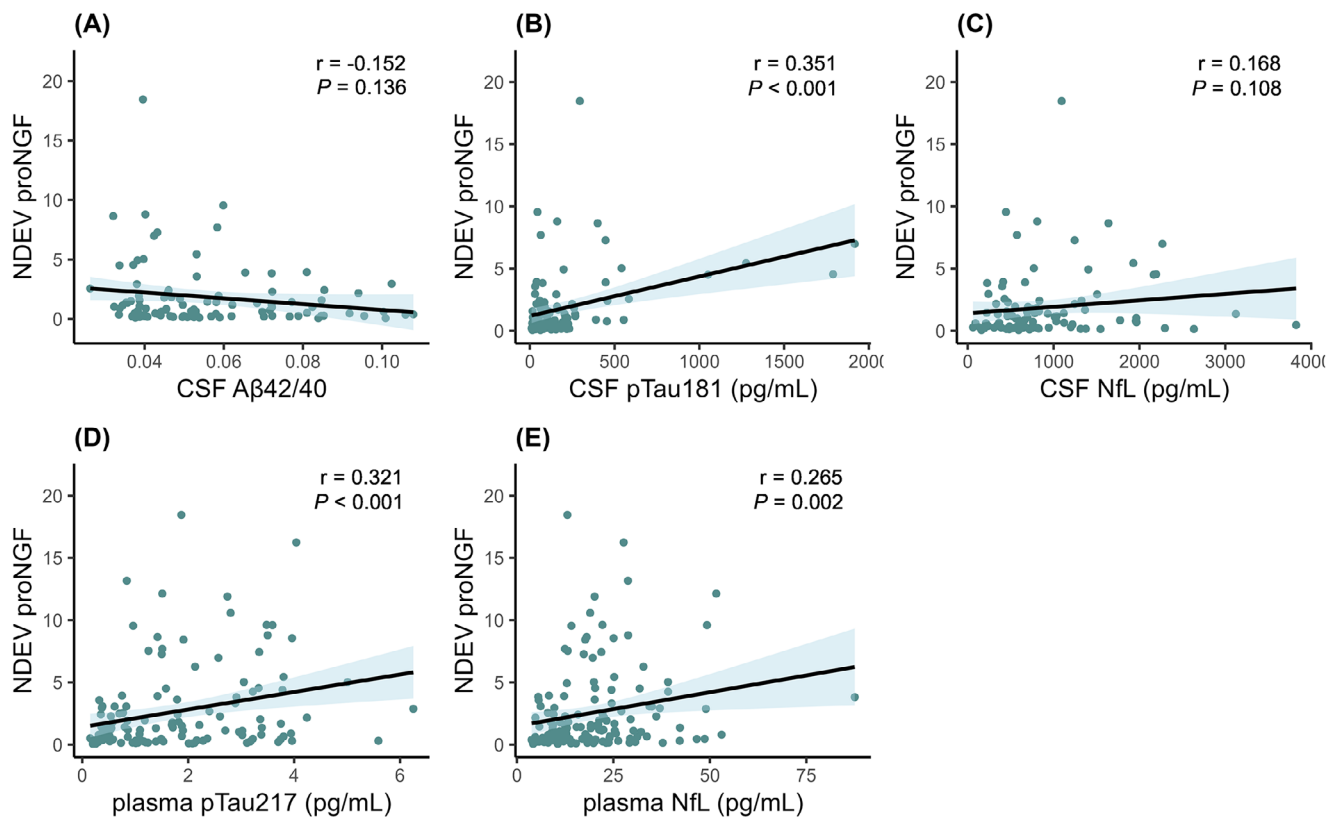 (A)
r = -0.152
P = 0.136
NDEV proNGF
20
15
10
5
0
0.04 0.06 0.08 0.10
CSF Aβ42/40
(B)
r = 0.351
P < 0.001
NDEV proNGF
20
15
10
5
0
0 500 1000 1500 2000
CSF pTau181 (pg/mL)
(C)
r = 0.168
P = 0.108
NDEV proNGF
20
15
10
5
0
0 1000 2000 3000 4000
CSF NfL (pg/mL)
(D)
r = 0.321
P < 0.001
NDEV proNGF
20
15
10
5
0
0 2 4 6
plasma pTau217 (pg/mL)
(E)
r = 0.265
P = 0.002
NDEV proNGF
20
15
10
5
0
0 25 50 75
plasma NfL (pg/mL)